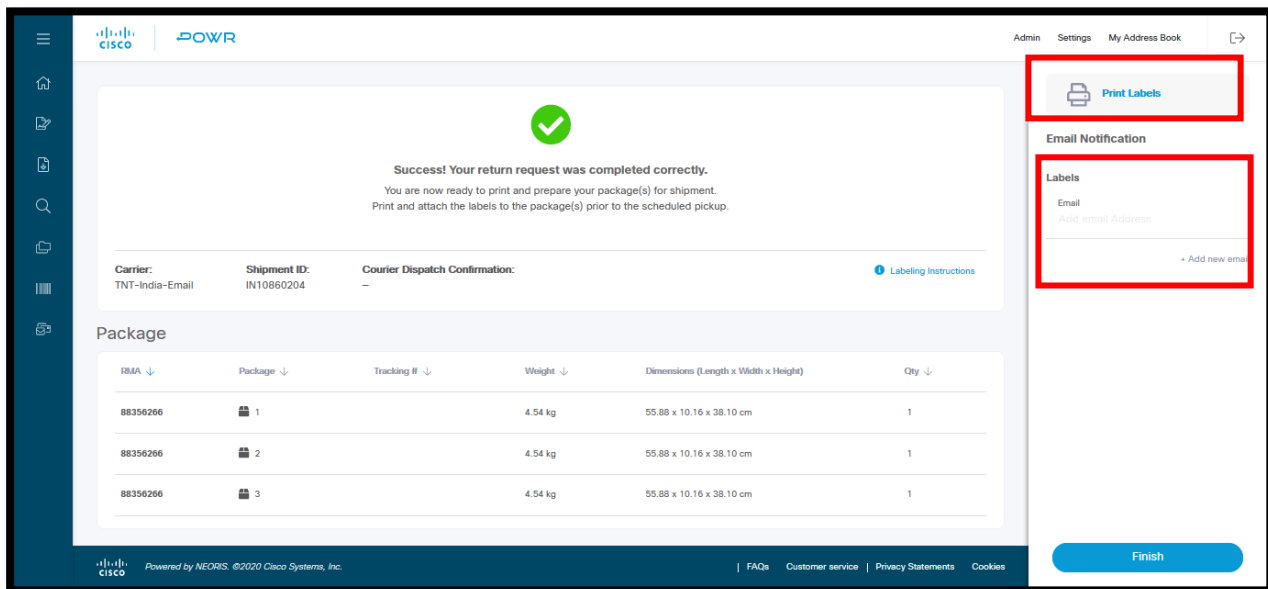 CISCO
POWR
Admin Settings My Address Book
Print Labels
Email Notification
Labels
Email
Add email Address
+ Add new email
Success! Your return request was completed correctly.
You are now ready to print and prepare your package(s) for shipment.
Print and attach the labels to the package(s) prior to the scheduled pickup.
Carrier: Shipment ID: Courier Dispatch Confirmation:
TNT-India-Email IN10860204 –
Labeling Instructions
Package
RMA Package Tracking # Weight Dimensions (Length x Width x Height) Qty
88356266 1 4.54 kg 55.88 x 10.16 x 38.10 cm 1
88356266 2 4.54 kg 55.88 x 10.16 x 38.10 cm 1
88356266 3 4.54 kg 55.88 x 10.16 x 38.10 cm 1
Finish
CISCO Powered by NEORIS. ©2020 Cisco Systems, Inc. | FAQs Customer service | Privacy Statements Cookies